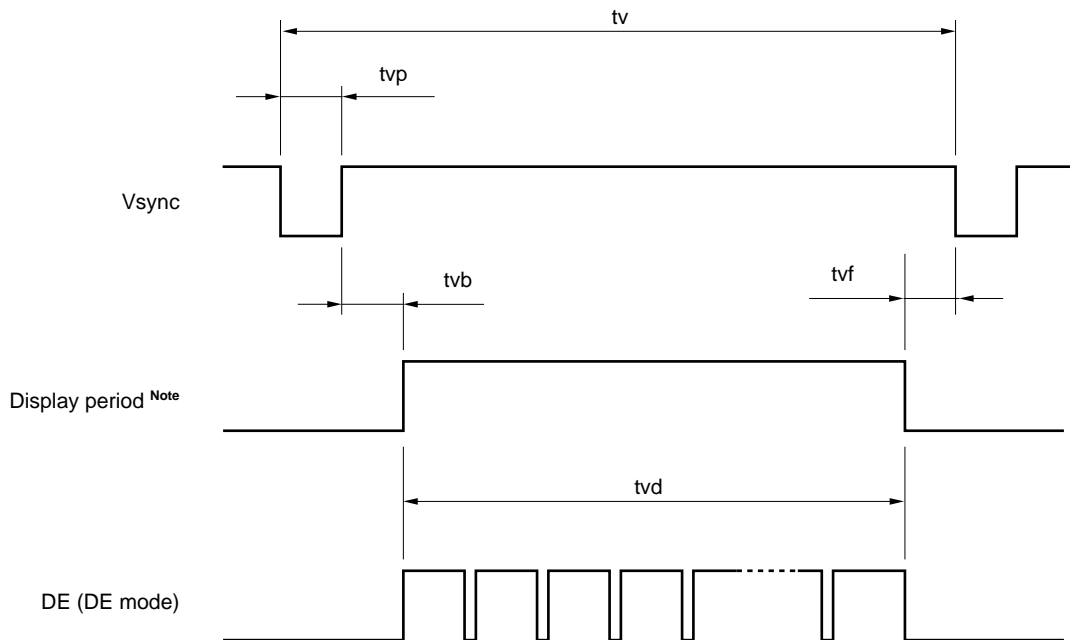 tv
tvp
Vsync
tvb
tvf
Display period Note
tvd
DE (DE mode)